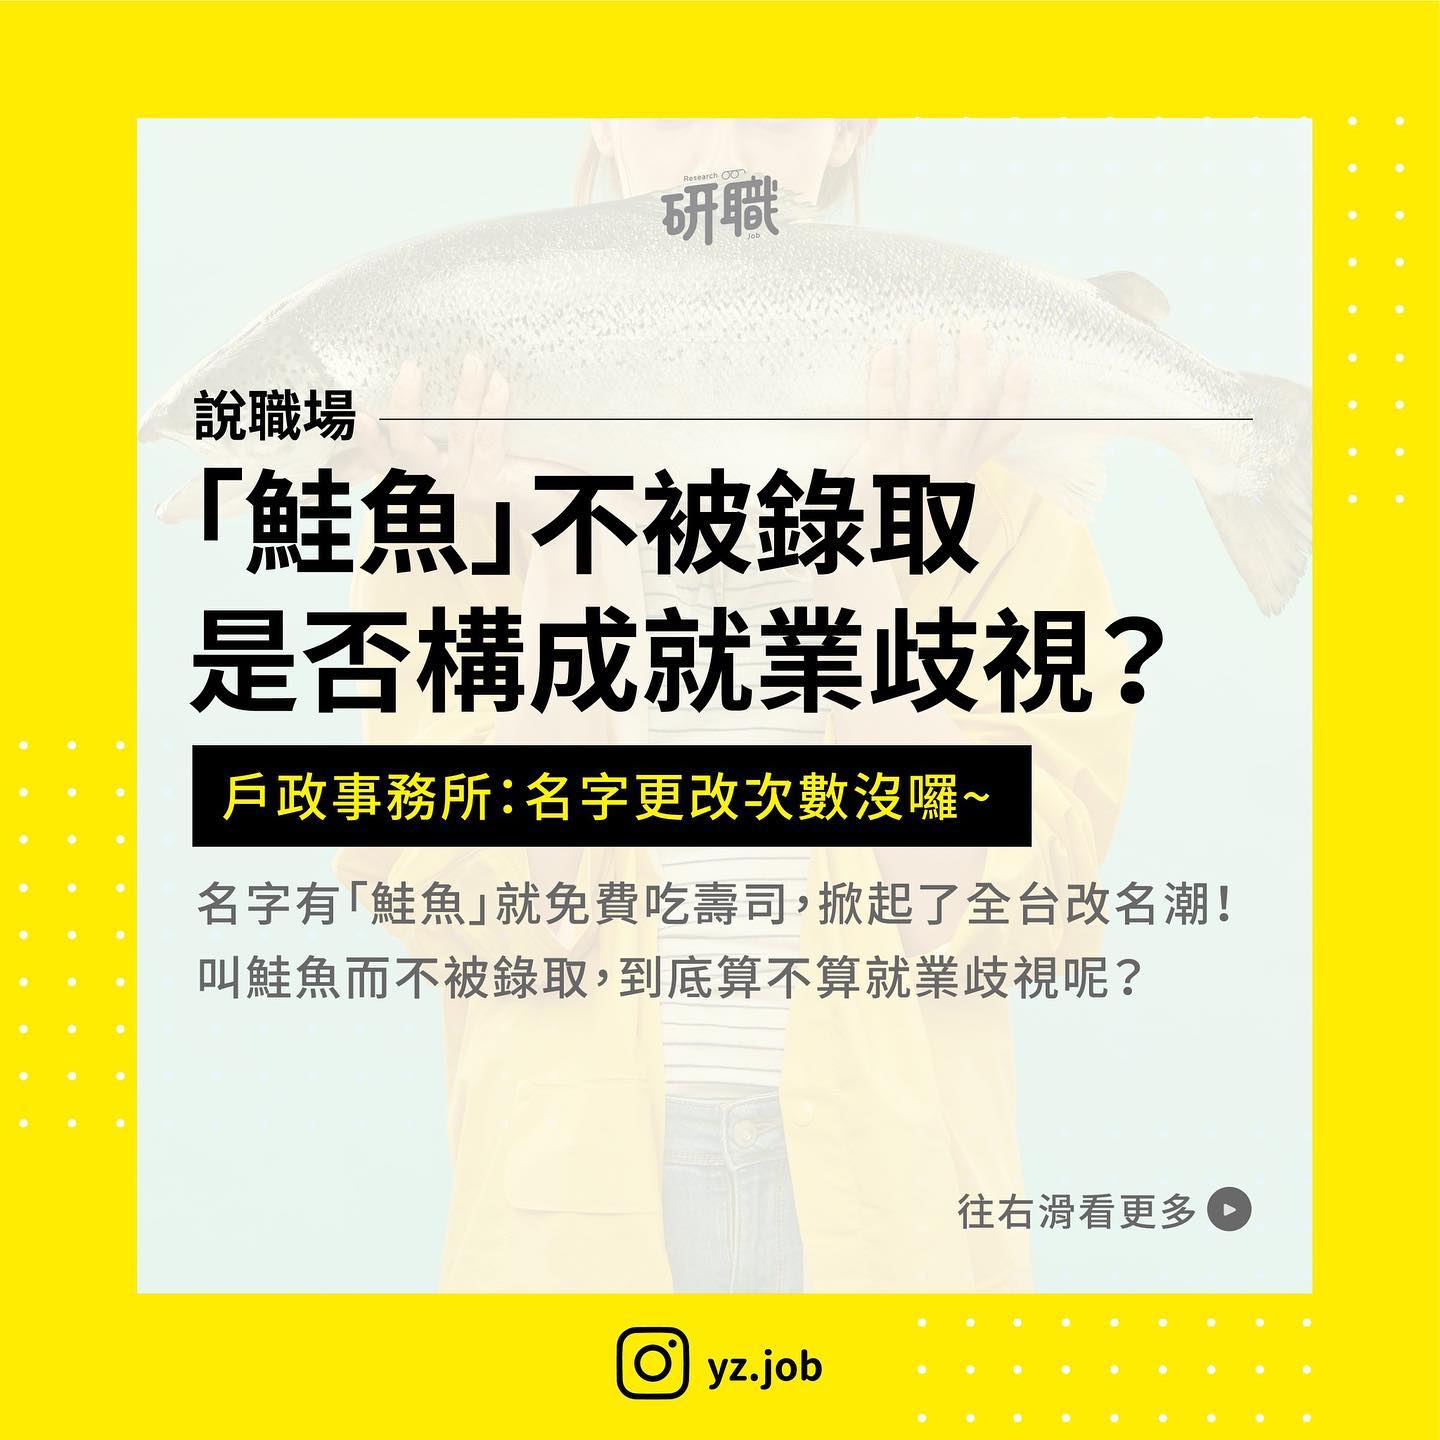 Research
研職
Job
說職場
「鮭魚」不被錄取
是否構成就業歧視？
戶政事務所：名字更改次數沒囉~
名字有「鮭魚」就免費吃壽司，掀起了全台改名潮！
叫鮭魚而不被錄取，到底算不算就業歧視呢？
往右滑看更多
yz.job